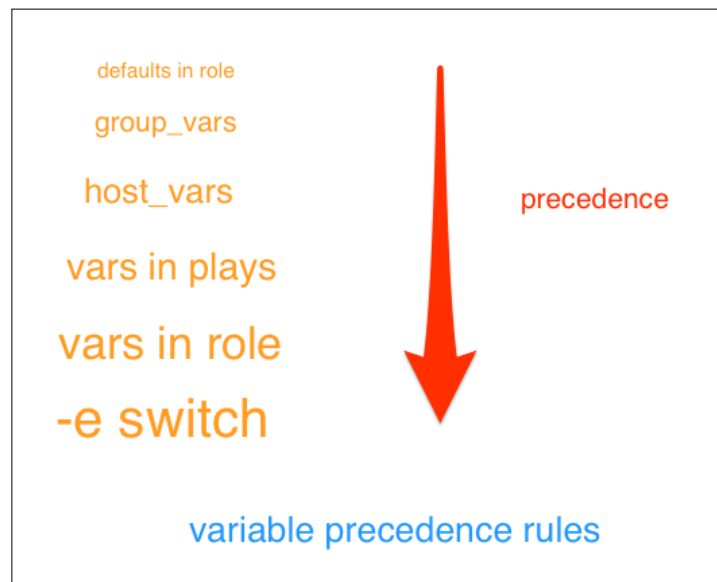 defaults in role
group_vars
host_vars
precedence
vars in plays
vars in role
-e switch
variable precedence rules